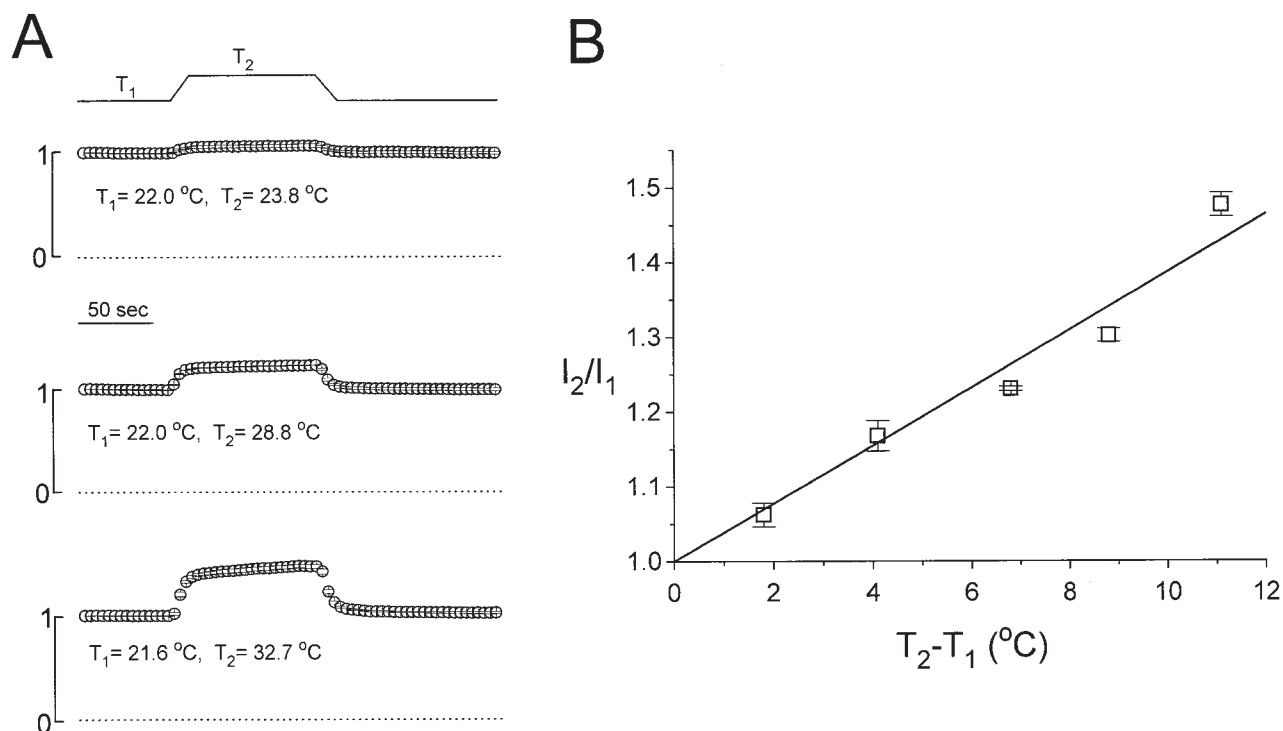 A
T₁
T₂
1
T₁= 22.0 °C, T₂= 23.8 °C
0
50 sec
1
T₁= 22.0 °C, T₂= 28.8 °C
0
1
T₁= 21.6 °C, T₂= 32.7 °C
0
B
1.5
1.4
1.3
I₂/I₁
1.2
1.1
1.0
0 2 4 6 8 10 12
T₂-T₁ (°C)